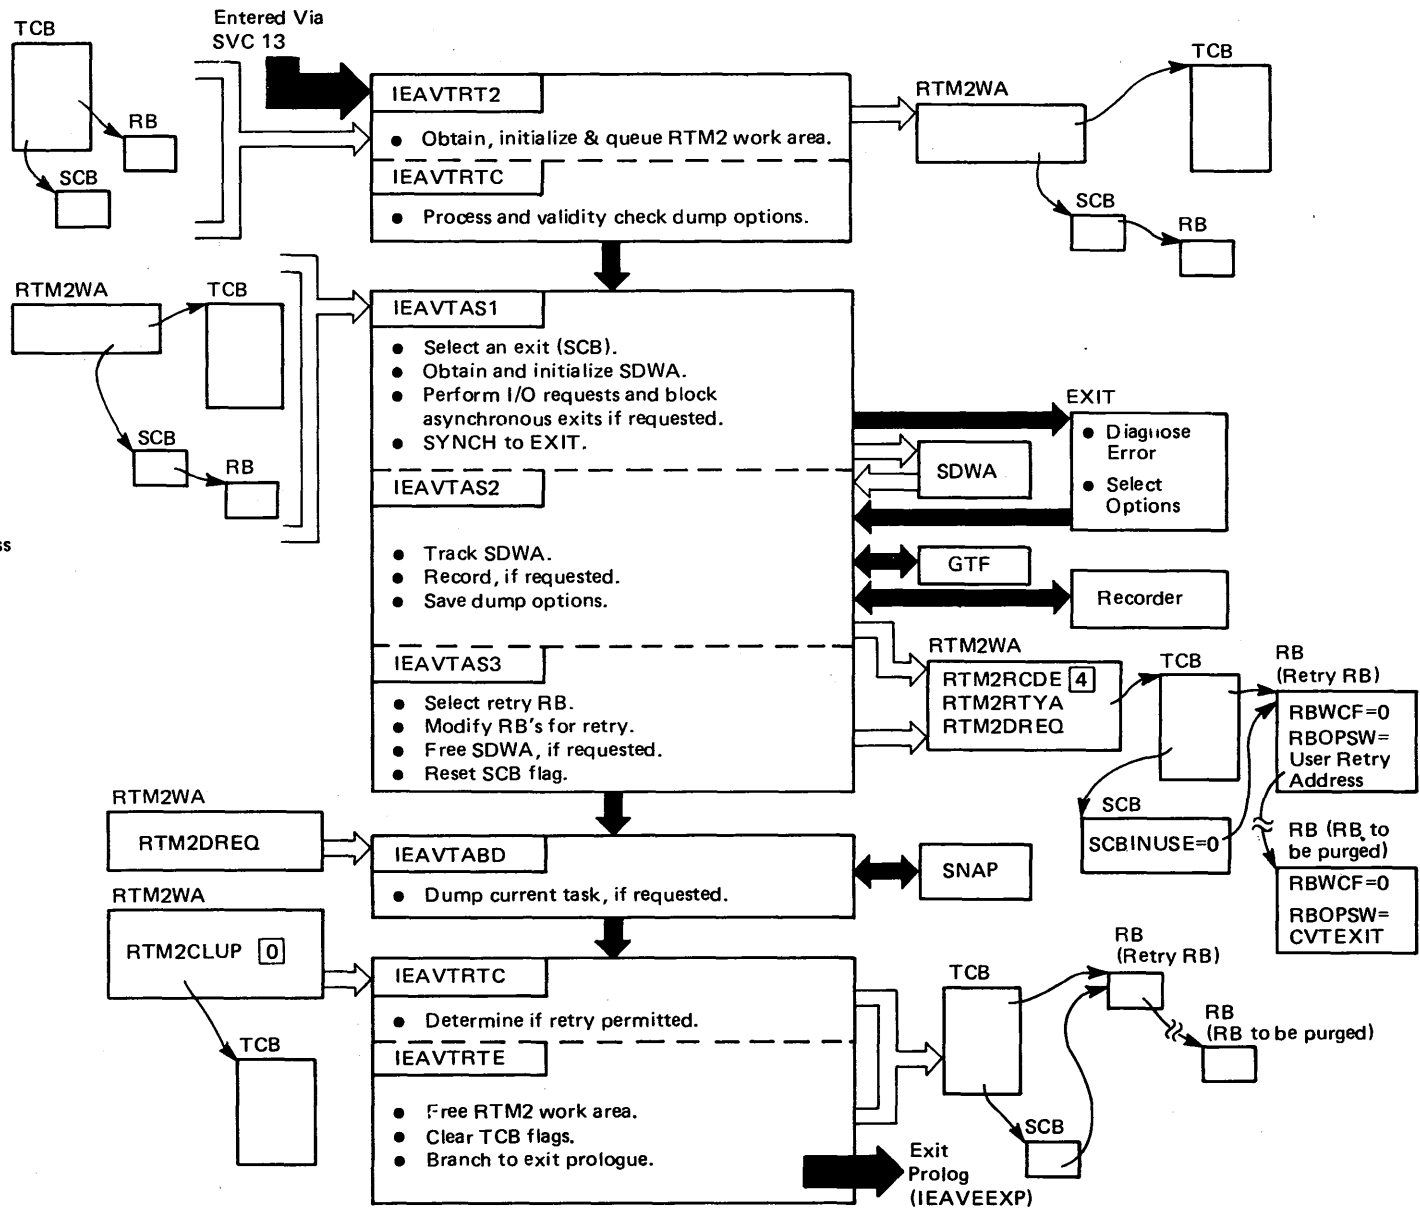 TCB
Entered Via
SVC 13
RB
SCB
IEAVTRT2
● Obtain, initialize & queue RTM2 work area.
IEAVTRTC
● Process and validity check dump options.
RTM2WA
TCB
SCB
RB
RTM2WA
TCB
SCB
RB
ss
IEAVTAS1
● Select an exit (SCB).
● Obtain and initialize SDWA.
● Perform I/O requests and block
asynchronous exits if requested.
● SYNCH to EXIT.
IEAVTAS2
● Track SDWA.
● Record, if requested.
● Save dump options.
IEAVTAS3
● Select retry RB.
● Modify RB's for retry.
● Free SDWA, if requested.
● Reset SCB flag.
EXIT
● Diagnose
Error
● Select
Options
SDWA
GTF
Recorder
RTM2WA
RTM2RCDE 4
RTM2RTYA
RTM2DREQ
TCB
RB
(Retry RB)
RBWCF=0
RBOPSW=
User Retry
Address
SCB
SCBINUSE=0
RB (RB to
be purged)
RBWCF=0
RBOPSW=
CVTEXIT
RTM2WA
RTM2DREQ
IEAVTABD
● Dump current task, if requested.
SNAP
RTM2WA
RTM2CLUP 0
TCB
IEAVTRTC
● Determine if retry permitted.
IEAVTRTE
● Free RTM2 work area.
● Clear TCB flags.
● Branch to exit prologue.
TCB
RB
(Retry RB)
RB
(RB to be purged)
SCB
Exit
Prolog
(IEAVEEXP)